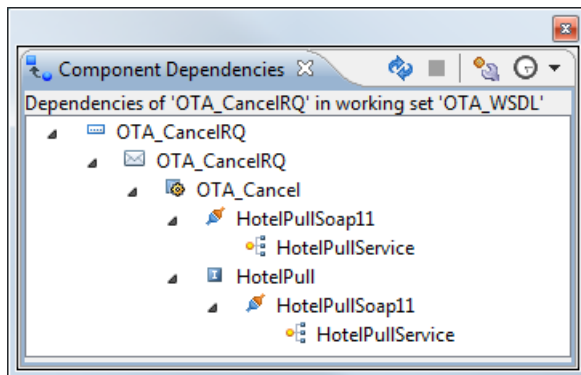 Component Dependencies
Dependencies of 'OTA_CancelRQ' in working set 'OTA_WSDL'
OTA_CancelRQ
OTA_CancelRQ
OTA_Cancel
HotelPullSoap11
HotelPullService
HotelPull
HotelPullSoap11
HotelPullService